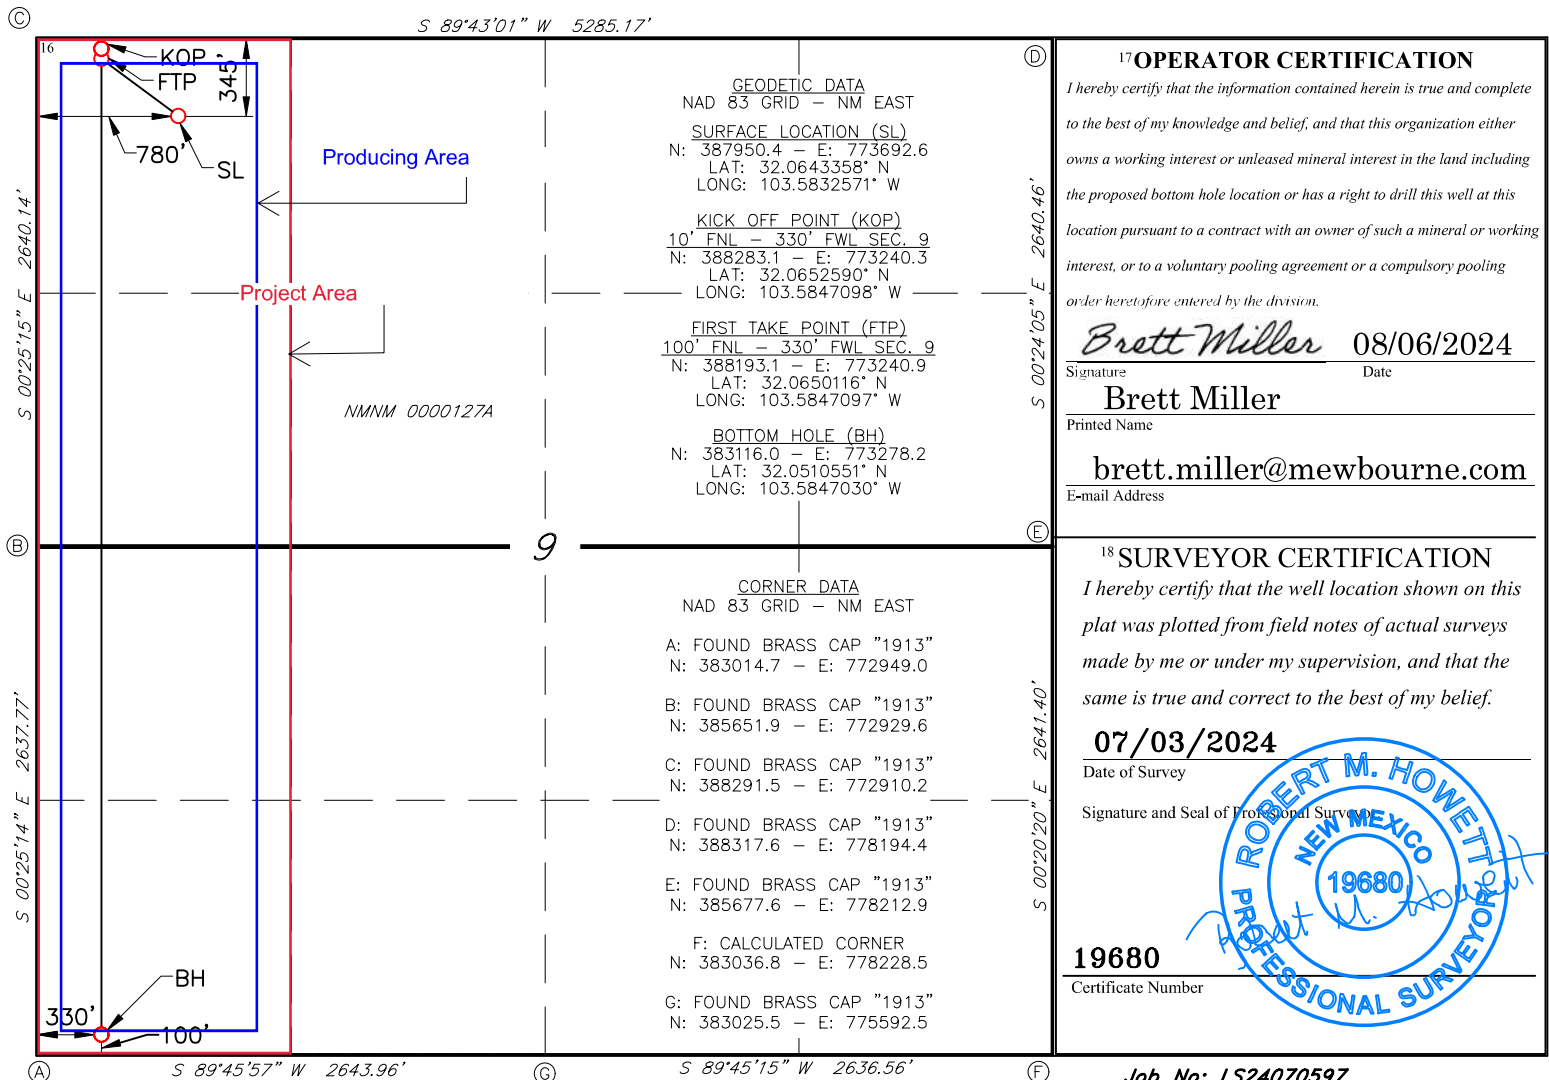 C
S 89°43'01" W 5285.17'
16
KOP
FTP
345'
780'
SL
Producing Area
Project Area
NMNM 0000127A
S 00°25'15" E 2640.14'
B
S 00°25'14" E 2637.77'
9
BH
330'
100'
A
S 89°45'57" W 2643.96'
G
S 89°45'15" W 2636.56'
F
D
S 00°24'05" E 2640.46'
E
S 00°20'20" E 2641.40'
GEODETIC DATA
NAD 83 GRID – NM EAST
SURFACE LOCATION (SL)
N: 387950.4 – E: 773692.6
LAT: 32.0643358° N
LONG: 103.5832571° W
KICK OFF POINT (KOP)
10' FNL – 330' FWL SEC. 9
N: 388283.1 – E: 773240.3
LAT: 32.0652590° N
LONG: 103.5847098° W
FIRST TAKE POINT (FTP)
100' FNL – 330' FWL SEC. 9
N: 388193.1 – E: 773240.9
LAT: 32.0650116° N
LONG: 103.5847097° W
BOTTOM HOLE (BH)
N: 383116.0 – E: 773278.2
LAT: 32.0510551° N
LONG: 103.5847030° W
CORNER DATA
NAD 83 GRID – NM EAST
A: FOUND BRASS CAP "1913"
N: 383014.7 – E: 772949.0
B: FOUND BRASS CAP "1913"
N: 385651.9 – E: 772929.6
C: FOUND BRASS CAP "1913"
N: 388291.5 – E: 772910.2
D: FOUND BRASS CAP "1913"
N: 388317.6 – E: 778194.4
E: FOUND BRASS CAP "1913"
N: 385677.6 – E: 778212.9
F: CALCULATED CORNER
N: 383036.8 – E: 778228.5
G: FOUND BRASS CAP "1913"
N: 383025.5 – E: 775592.5
17 OPERATOR CERTIFICATION
I hereby certify that the information contained herein is true and complete
to the best of my knowledge and belief, and that this organization either
owns a working interest or unleased mineral interest in the land including
the proposed bottom hole location or has a right to drill this well at this
location pursuant to a contract with an owner of such a mineral or working
interest, or to a voluntary pooling agreement or a compulsory pooling
order heretofore entered by the division.
Brett Miller 08/06/2024
Signature Date
Brett Miller
Printed Name
brett.miller@mewbourne.com
E-mail Address
18 SURVEYOR CERTIFICATION
I hereby certify that the well location shown on this
plat was plotted from field notes of actual surveys
made by me or under my supervision, and that the
same is true and correct to the best of my belief.
07/03/2024
Date of Survey
Signature and Seal of Professional Surveyor
ROBERT M. HOWETT
NEW MEXICO
19680
PROFESSIONAL SURVEYOR
Robert M. Howett
19680
Certificate Number
Job No: LS24070597